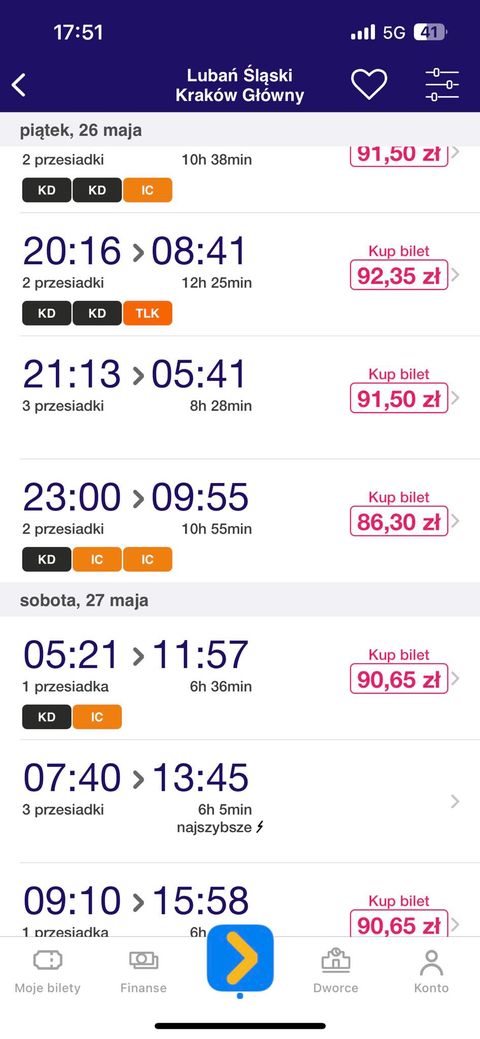 17:51 5G 41
Lubań Śląski
Kraków Główny
piątek, 26 maja
91,50 zł
2 przesiadki 10h 38min
KD KD IC
20:16 08:41
Kup bilet
92,35 zł
2 przesiadki 12h 25min
KD KD TLK
21:13 05:41
Kup bilet
91,50 zł
3 przesiadki 8h 28min
23:00 09:55
Kup bilet
86,30 zł
2 przesiadki 10h 55min
KD IC IC
sobota, 27 maja
05:21 11:57
Kup bilet
90,65 zł
1 przesiadka 6h 36min
KD IC
07:40 13:45
3 przesiadki 6h 5min
najszybsze
09:10 15:58
Kup bilet
90,65 zł
1 przesiadka 6h
Moje bilety Finanse Dworce Konto